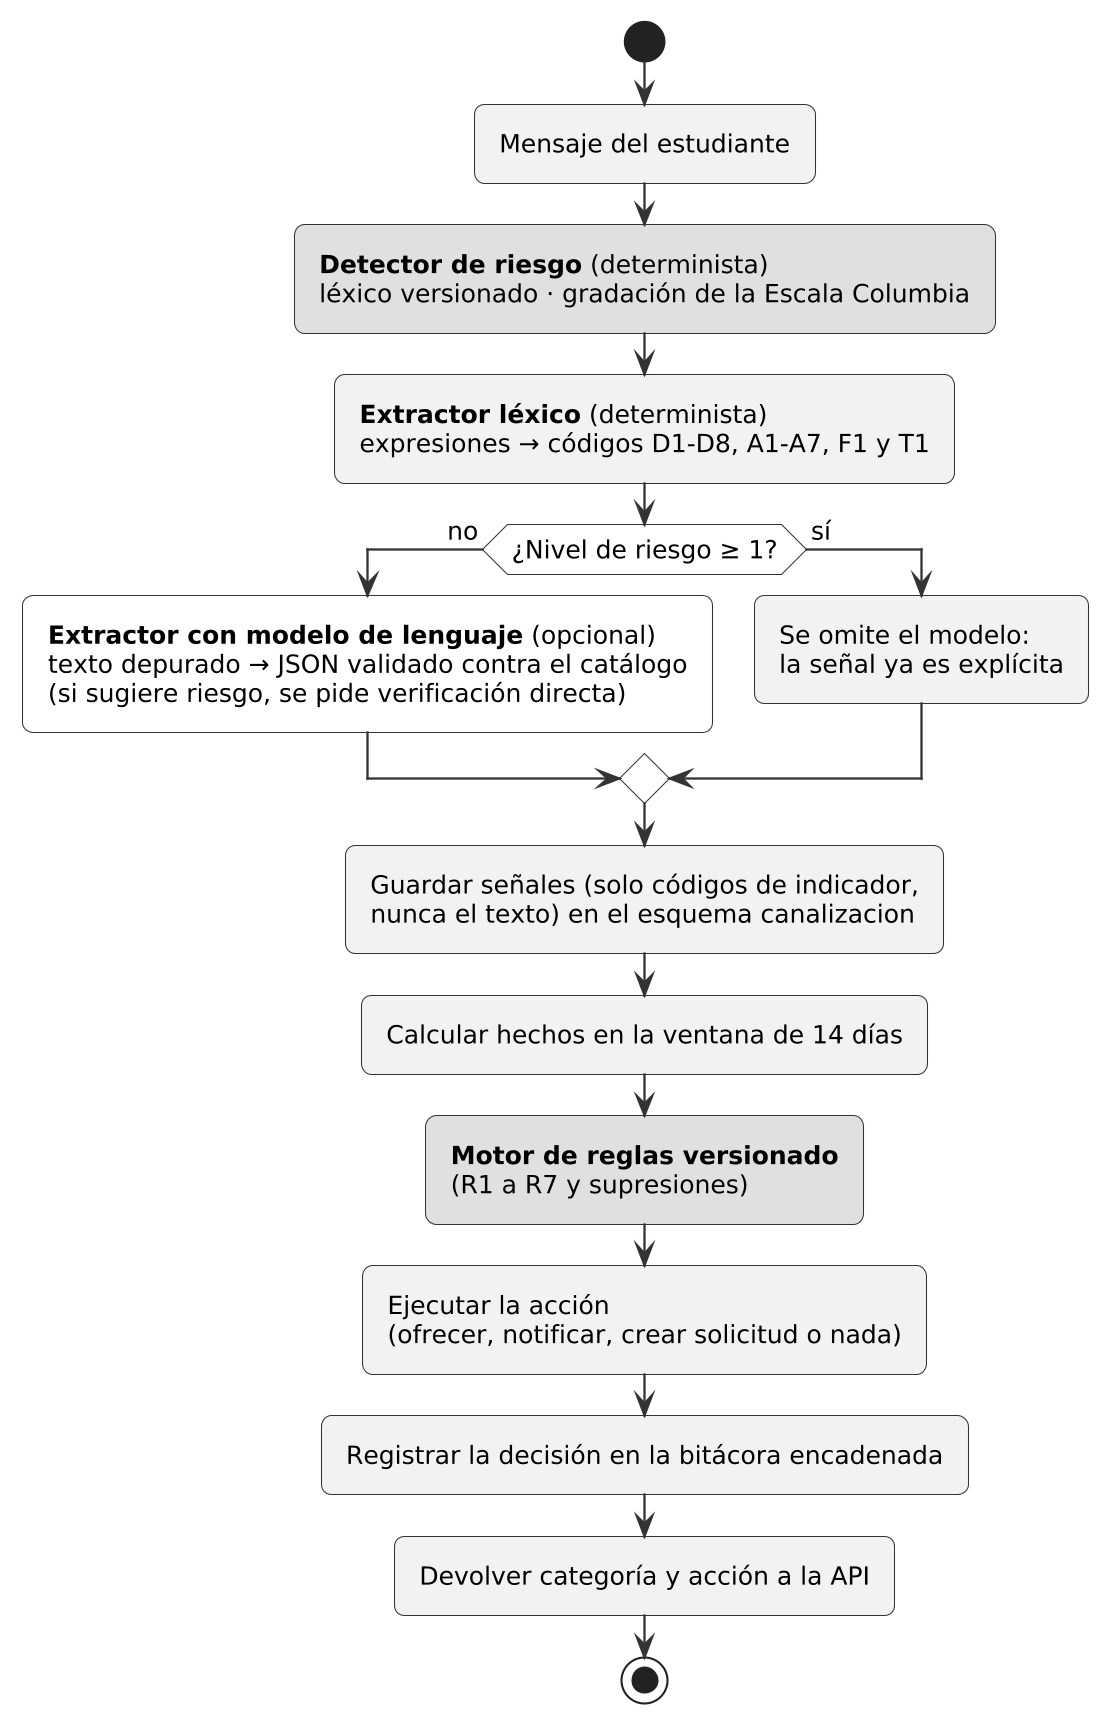 Mensaje del estudiante
Detector de riesgo (determinista)
léxico versionado · gradación de la Escala Columbia
Extractor léxico (determinista)
expresiones → códigos D1-D8, A1-A7, F1 y T1
no
¿Nivel de riesgo ≥ 1?
sí
Extractor con modelo de lenguaje (opcional)
texto depurado → JSON validado contra el catálogo
(si sugiere riesgo, se pide verificación directa)
Se omite el modelo:
la señal ya es explícita
Guardar señales (solo códigos de indicador,
nunca el texto) en el esquema canalizacion
Calcular hechos en la ventana de 14 días
Motor de reglas versionado
(R1 a R7 y supresiones)
Ejecutar la acción
(ofrecer, notificar, crear solicitud o nada)
Registrar la decisión en la bitácora encadenada
Devolver categoría y acción a la API